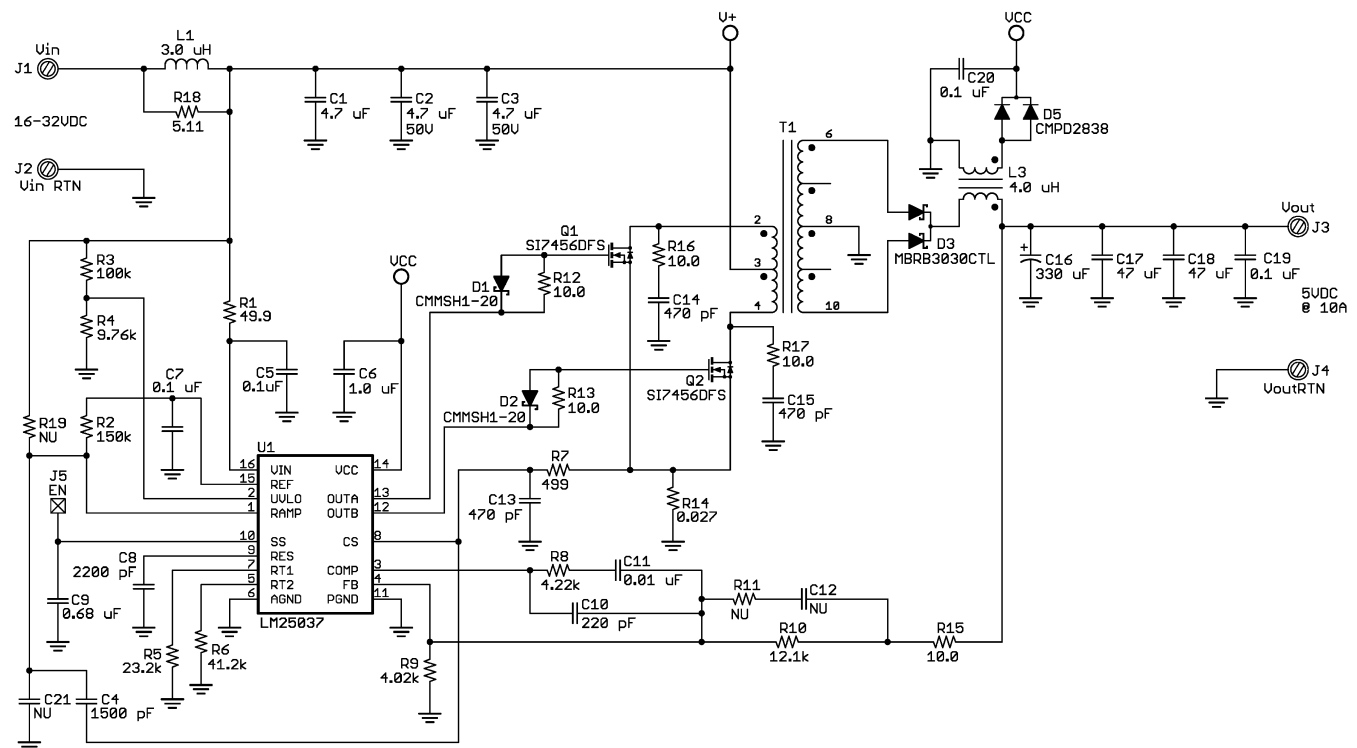 V+
VCC
Vin
J1
L1
3.0 uH
R18
5.11
16-32VDC
J2
Vin RTN
C1
4.7 uF
C2
4.7 uF
50V
C3
4.7 uF
50V
C20
0.1 uF
D5
CMPD2838
L3
4.0 uH
T1
6
8
10
2
3
4
D3
MBRB3030CTL
Vout
J3
C16
+
330 uF
C17
47 uF
C18
47 uF
C19
0.1 uF
5VDC
@ 10A
J4
VoutRTN
R3
100k
R4
9.76k
R1
49.9
VCC
Q1
SI7456DFS
D1
CMMSH1-20
R12
10.0
R16
10.0
C14
470 pF
C7
0.1 uF
C5
0.1uF
C6
1.0 uF
D2
CMMSH1-20
R13
10.0
Q2
SI7456DFS
R17
10.0
C15
470 pF
R19
NU
R2
150k
J5
EN
U1
16 VIN VCC 14
15 REF
2 UVLO OUTA 13
1 RAMP OUTB 12
10 SS CS 8
9 RES
7 RT1 COMP 3
5 RT2 FB 4
6 AGND PGND 11
LM25037
R7
499
C13
470 pF
R14
0.027
C8
2200 pF
C9
0.68 uF
R5
23.2k
R6
41.2k
R8
4.22k
C11
0.01 uF
C10
220 pF
R11
NU
C12
NU
R10
12.1k
R15
10.0
R9
4.02k
C21
NU
C4
1500 pF